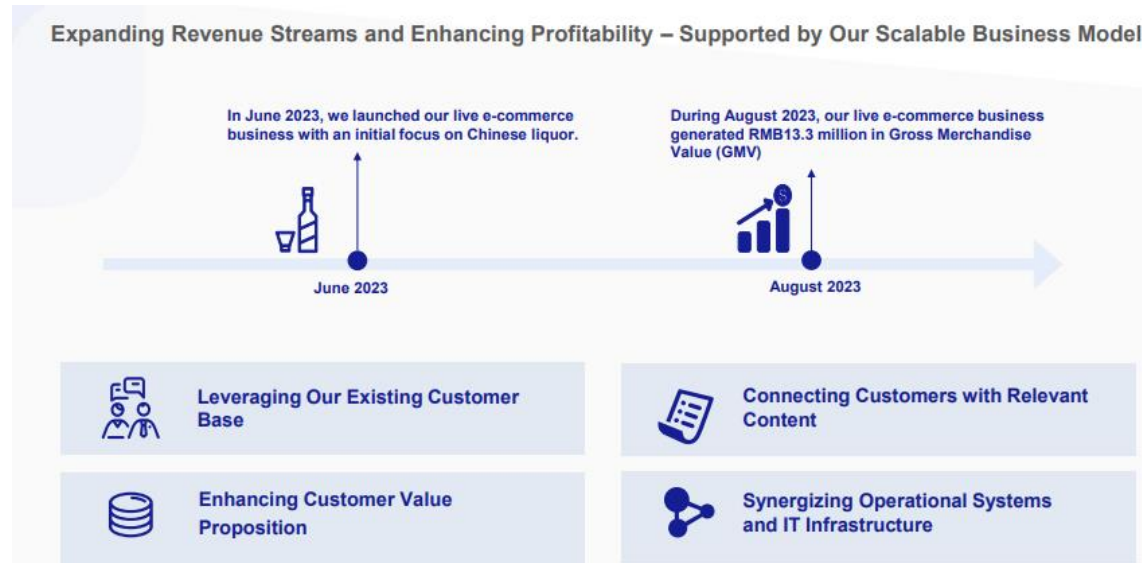 Expanding Revenue Streams and Enhancing Profitability – Supported by Our Scalable Business Model
In June 2023, we launched our live e-commerce
business with an initial focus on Chinese liquor.
During August 2023, our live e-commerce business
generated RMB13.3 million in Gross Merchandise
Value (GMV)
$
June 2023
August 2023
Leveraging Our Existing Customer
Base
Connecting Customers with Relevant
Content
Enhancing Customer Value
Proposition
Synergizing Operational Systems
and IT Infrastructure